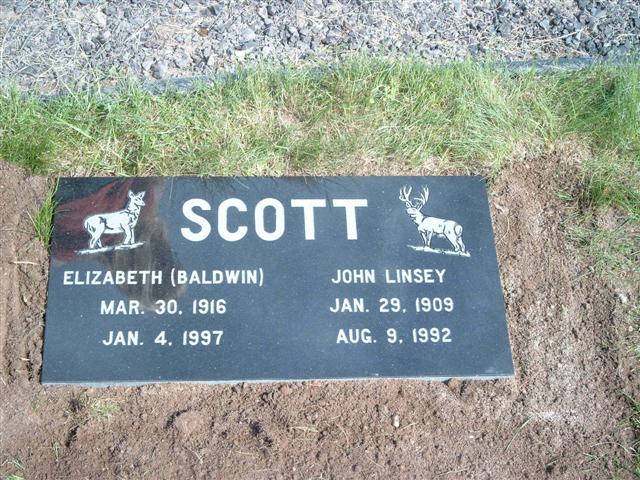 SCOTT
ELIZABETH (BALDWIN)
MAR. 30, 1916
JAN. 4, 1997
JOHN LINSEY
JAN. 29, 1909
AUG. 9, 1992